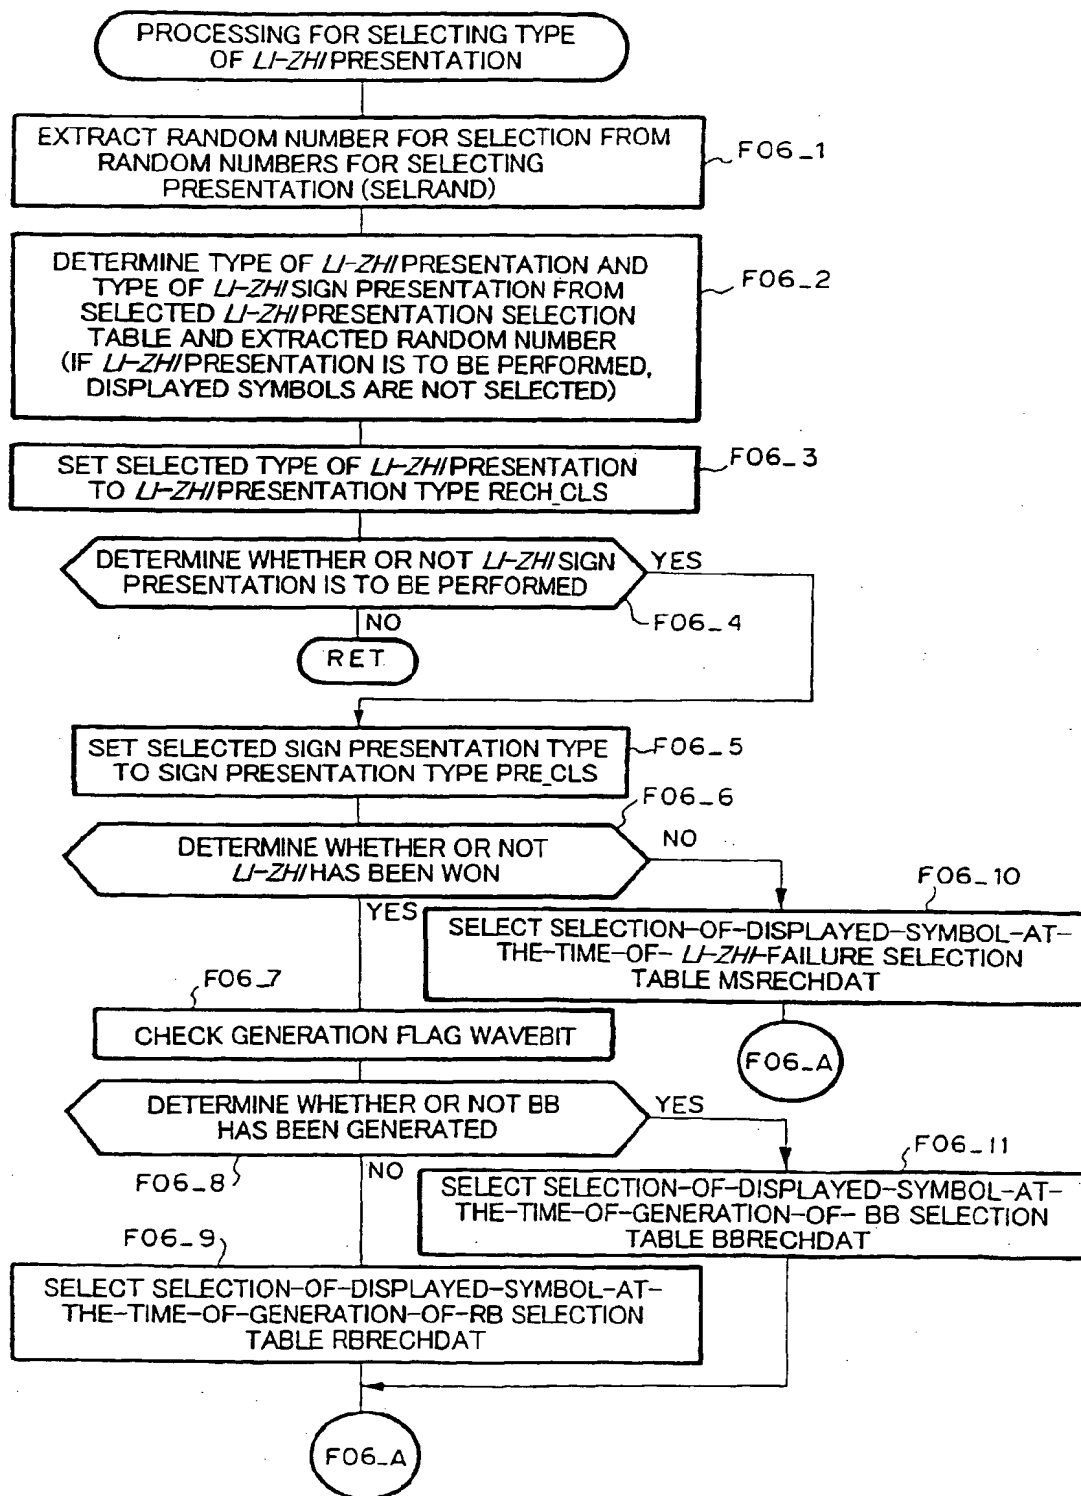 PROCESSING FOR SELECTING TYPE
OF LI-ZHI PRESENTATION
EXTRACT RANDOM NUMBER FOR SELECTION FROM
RANDOM NUMBERS FOR SELECTING
PRESENTATION (SELRAND)
F06_1
DETERMINE TYPE OF LI-ZHI PRESENTATION AND
TYPE OF LI-ZHI SIGN PRESENTATION FROM
SELECTED LI-ZHI PRESENTATION SELECTION
TABLE AND EXTRACTED RANDOM NUMBER
(IF LI-ZHI PRESENTATION IS TO BE PERFORMED,
DISPLAYED SYMBOLS ARE NOT SELECTED)
F06_2
SET SELECTED TYPE OF LI-ZHI PRESENTATION
TO LI-ZHI PRESENTATION TYPE RECH_CLS
F06_3
DETERMINE WHETHER OR NOT LI-ZHI SIGN
PRESENTATION IS TO BE PERFORMED
YES
F06_4
NO
RET
SET SELECTED SIGN PRESENTATION TYPE
TO SIGN PRESENTATION TYPE PRE_CLS
F06_5
F06_6
DETERMINE WHETHER OR NOT
LI-ZHI HAS BEEN WON
NO
YES
F06_10
SELECT SELECTION-OF-DISPLAYED-SYMBOL-AT-
THE-TIME-OF- LI-ZHI-FAILURE SELECTION
TABLE MSRECHDAT
F06_A
F06_7
CHECK GENERATION FLAG WAVEBIT
DETERMINE WHETHER OR NOT BB
HAS BEEN GENERATED
YES
F06_8
NO
F06_11
SELECT SELECTION-OF-DISPLAYED-SYMBOL-AT-
THE-TIME-OF-GENERATION-OF- BB SELECTION
TABLE BBRECHDAT
F06_9
SELECT SELECTION-OF-DISPLAYED-SYMBOL-AT-
THE-TIME-OF-GENERATION-OF-RB SELECTION
TABLE RBRECHDAT
F06_A